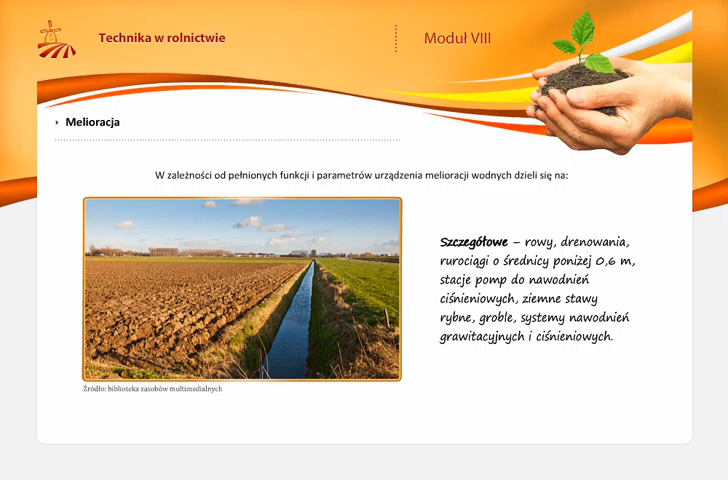 Technika w rolnictwie
Moduł VIII
Melioracja
W zależności od pełnionych funkcji i parametrów urządzenia melioracji wodnych dzieli się na:
Szczegółowe – rowy, drenowania,
rurociągi o średnicy poniżej 0,6 m,
stacje pomp do nawodnień
ciśnieniowych, ziemne stawy
rybne, groble, systemy nawodnień
grawitacyjnych i ciśnieniowych.
Źródło: biblioteka zasobów multimedialnych